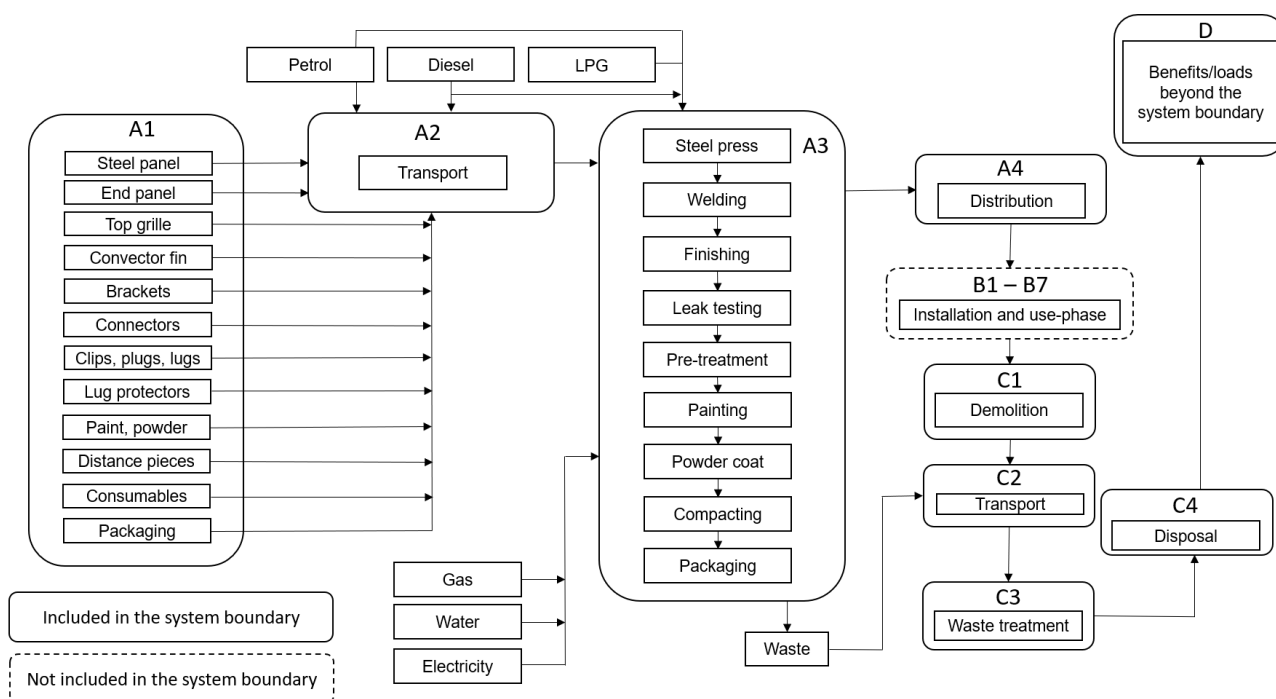 Petrol
Diesel
LPG
A1
Steel panel
End panel
Top grille
Convector fin
Brackets
Connectors
Clips, plugs, lugs
Lug protectors
Paint, powder
Distance pieces
Consumables
Packaging
A2
Transport
A3
Steel press
Welding
Finishing
Leak testing
Pre-treatment
Painting
Powder coat
Compacting
Packaging
Gas
Water
Electricity
Waste
A4
Distribution
B1 – B7
Installation and use-phase
C1
Demolition
C2
Transport
C3
Waste treatment
C4
Disposal
D
Benefits/loads
beyond the
system boundary
Included in the system boundary
Not included in the system boundary